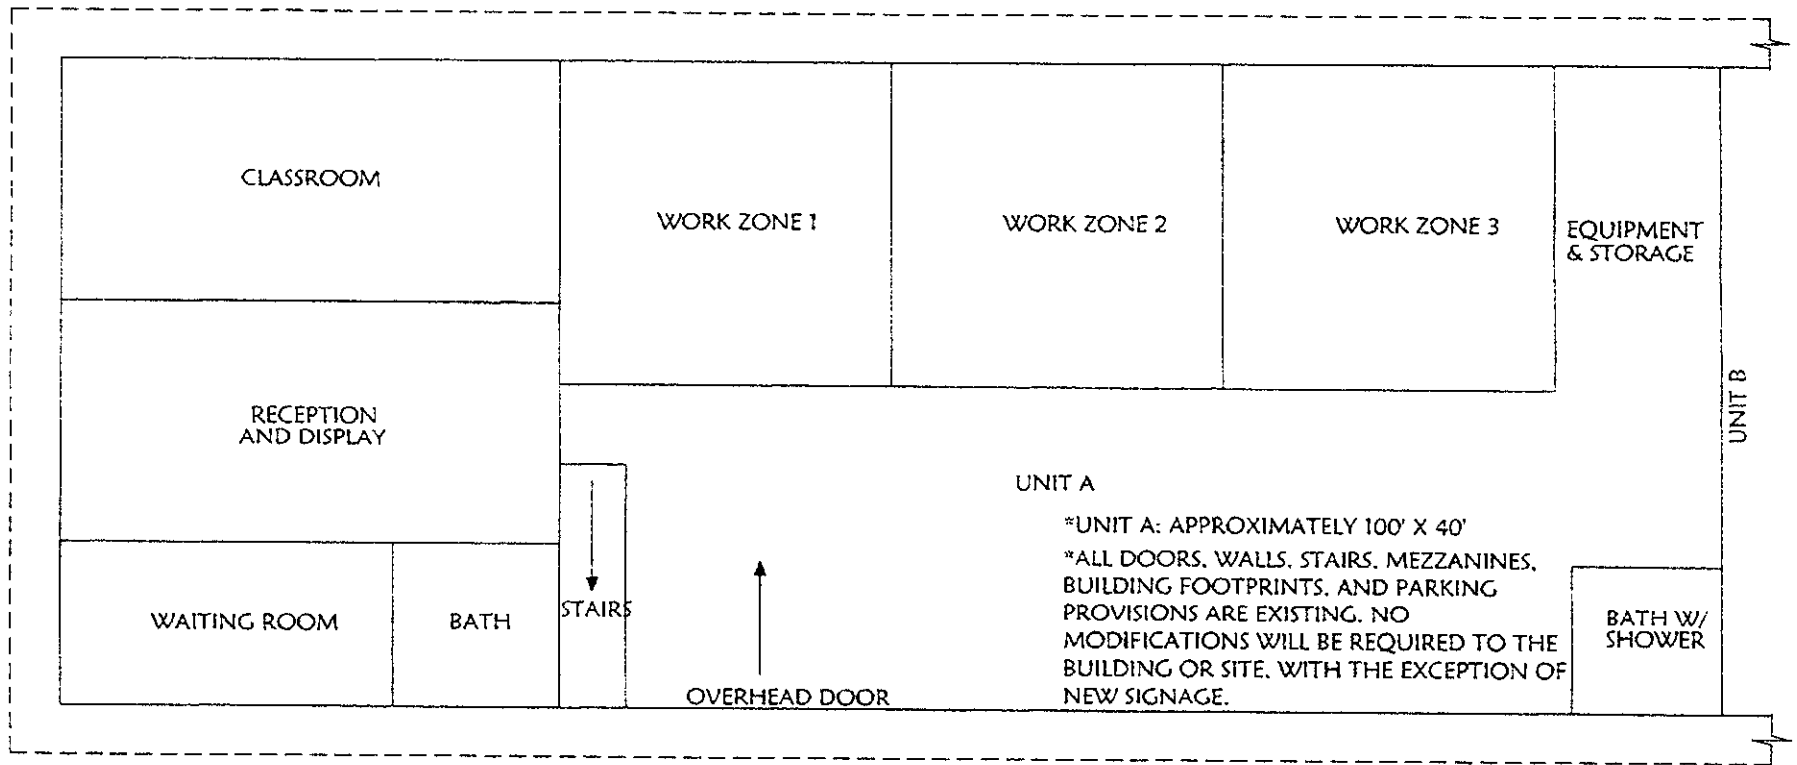 CLASSROOM
WORK ZONE 1
WORK ZONE 2
WORK ZONE 3
EQUIPMENT
& STORAGE
RECEPTION
AND DISPLAY
UNIT B
UNIT A
*UNIT A: APPROXIMATELY 100' X 40'
*ALL DOORS, WALLS, STAIRS, MEZZANINES,
BUILDING FOOTPRINTS, AND PARKING
PROVISIONS ARE EXISTING. NO
MODIFICATIONS WILL BE REQUIRED TO THE
BUILDING OR SITE, WITH THE EXCEPTION OF
NEW SIGNAGE.
WAITING ROOM
BATH
STAIRS
OVERHEAD DOOR
BATH W/
SHOWER